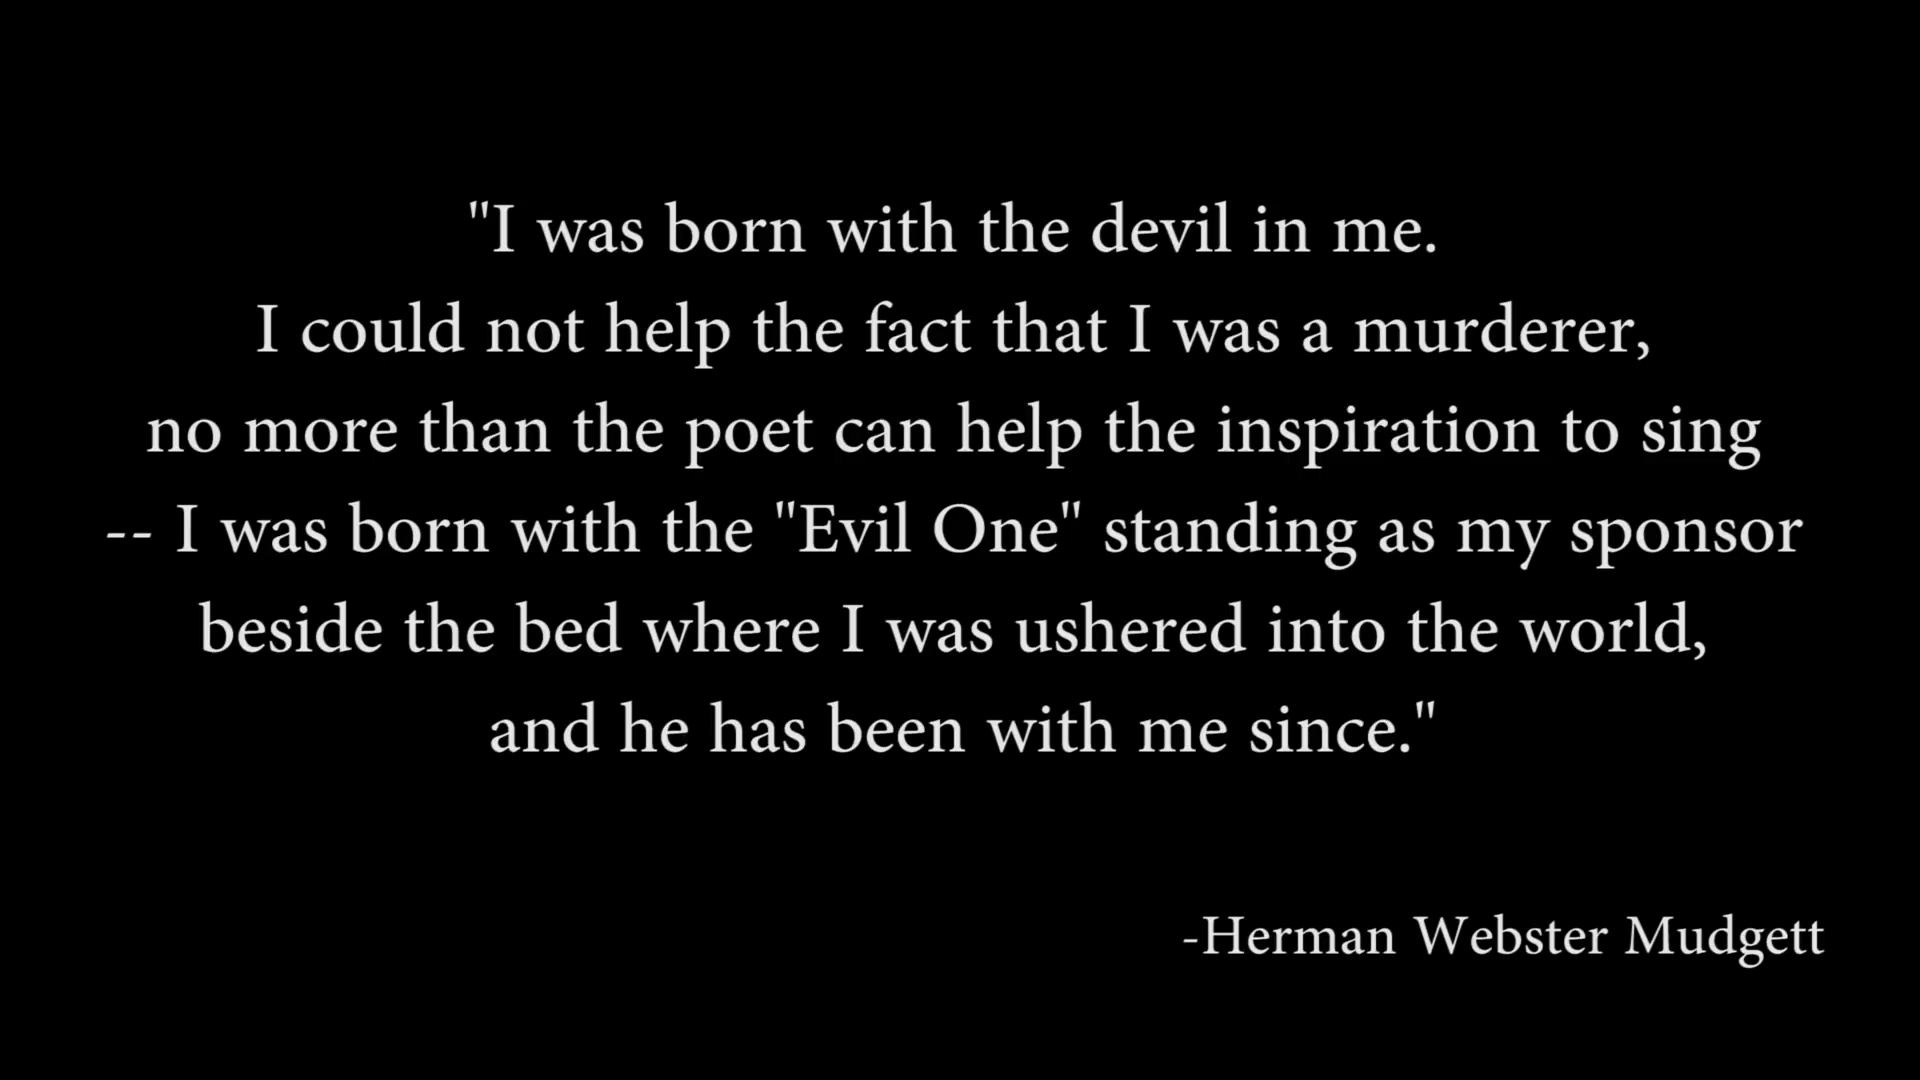 "I was born with the devil in me.
I could not help the fact that I was a murderer,
no more than the poet can help the inspiration to sing
-- I was born with the "Evil One" standing as my sponsor
beside the bed where I was ushered into the world,
and he has been with me since."
-Herman Webster Mudgett